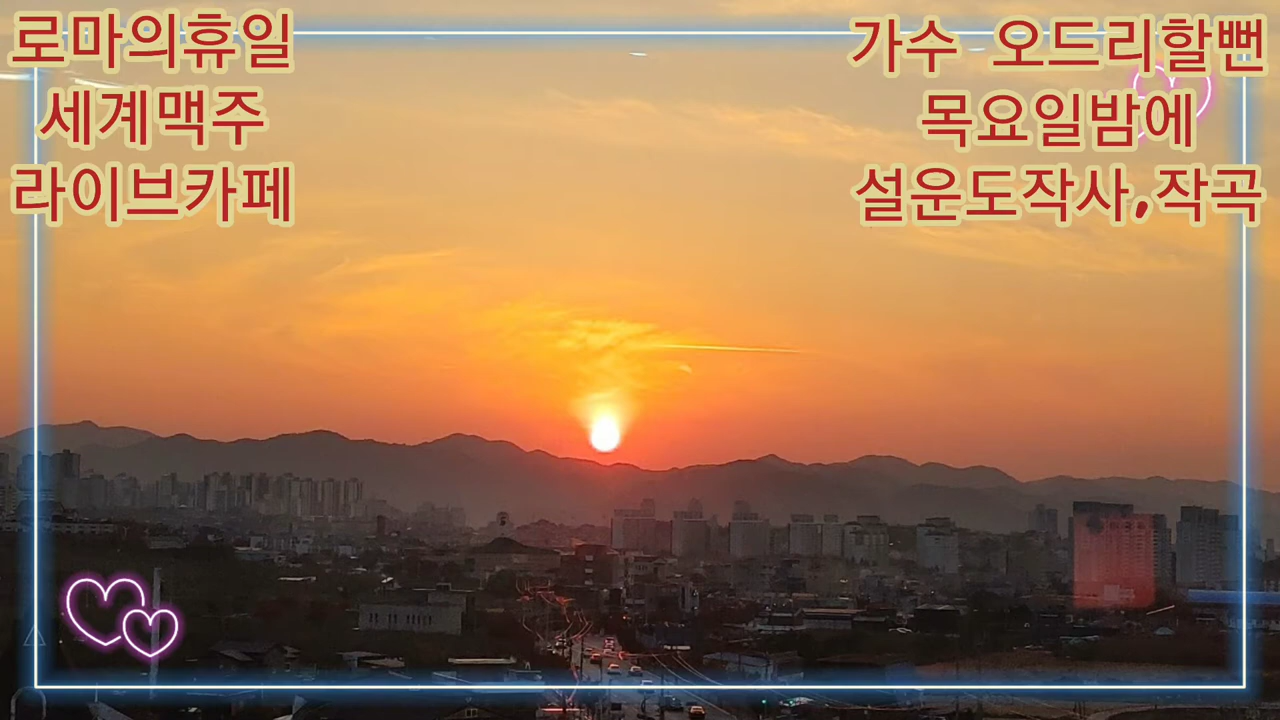 로마의휴일
세계맥주
라이브카페
가수 오드리할뻔
목요일밤에
설운도작사,작곡